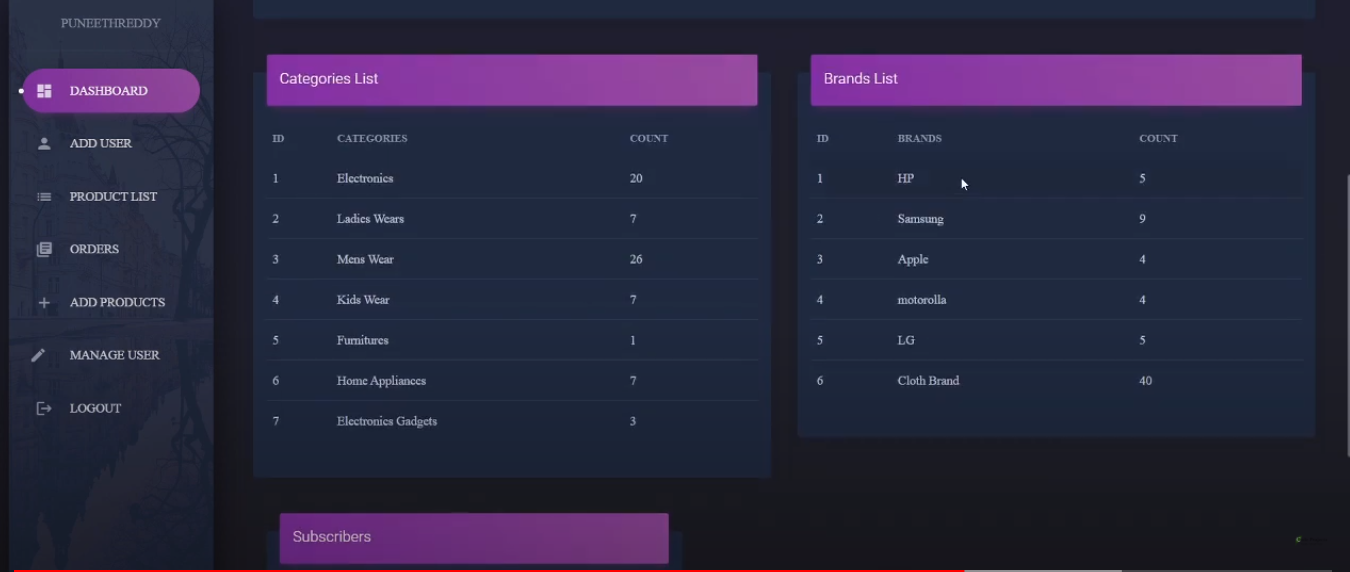 PUNEETHREDDY
DASHBOARD
ADD USER
PRODUCT LIST
ORDERS
ADD PRODUCTS
MANAGE USER
LOGOUT
Categories List
ID CATEGORIES COUNT
1 Electronics 20
2 Ladies Wears 7
3 Mens Wear 26
4 Kids Wear 7
5 Furnitures 1
6 Home Appliances 7
7 Electronics Gadgets 3
Brands List
ID BRANDS COUNT
1 HP 5
2 Samsung 9
3 Apple 4
4 motorolla 4
5 LG 5
6 Cloth Brand 40
Subscribers